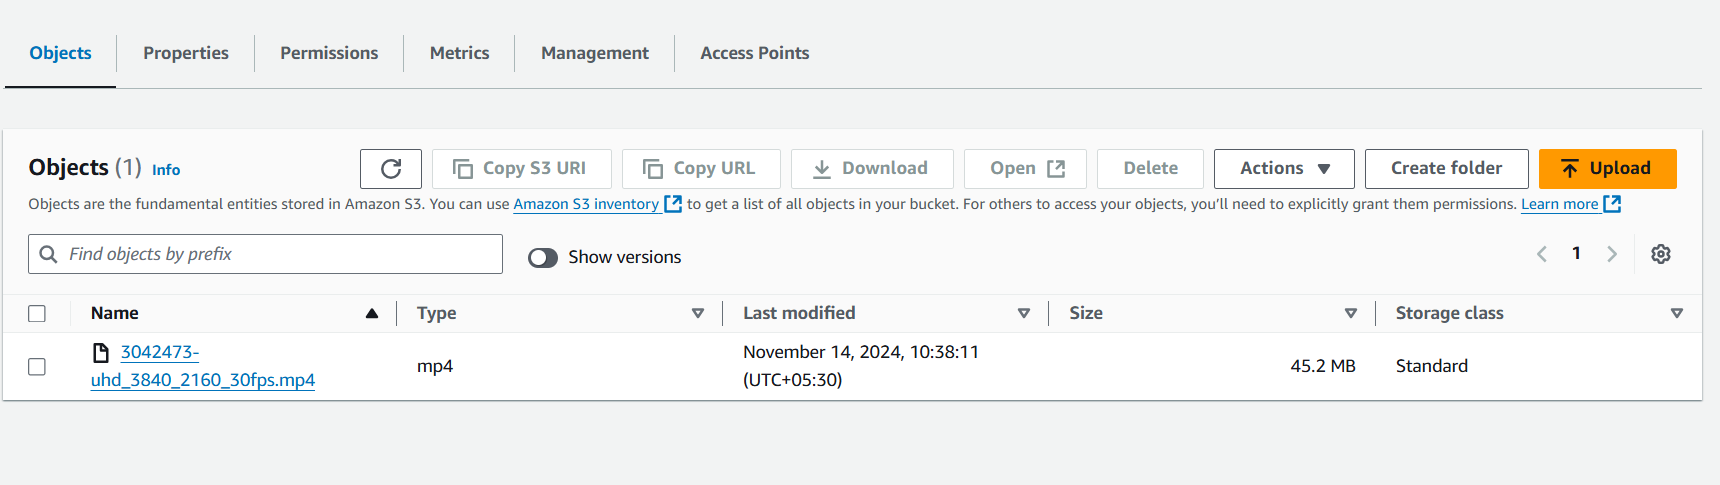 Objects Properties Permissions Metrics Management Access Points
Objects (1) Info Copy S3 URI Copy URL Download Open Delete Actions Create folder Upload
Objects are the fundamental entities stored in Amazon S3. You can use Amazon S3 inventory to get a list of all objects in your bucket. For others to access your objects, you'll need to explicitly grant them permissions. Learn more
Find objects by prefix Show versions 1
Name Type Last modified Size Storage class
3042473-
uhd_3840_2160_30fps.mp4
mp4
November 14, 2024, 10:38:11
(UTC+05:30)
45.2 MB
Standard